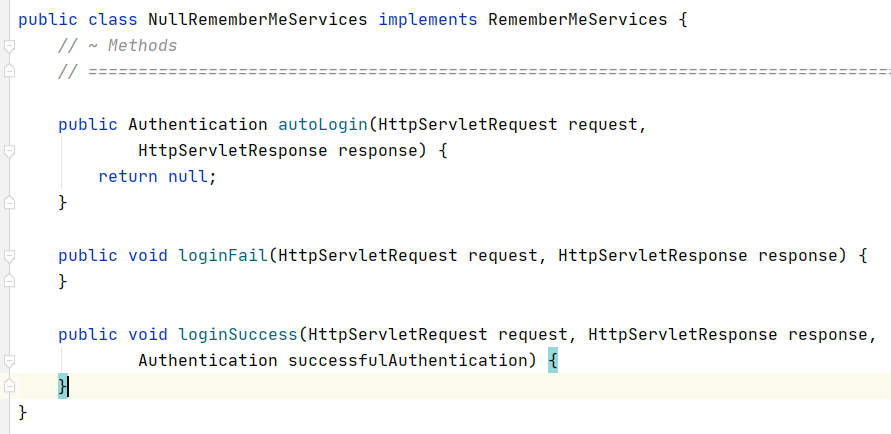 public class NullRememberMeServices implements RememberMeServices {
    // ~ Methods
    // ================================================================================

    public Authentication autoLogin(HttpServletRequest request,
            HttpServletResponse response) {
        return null;
    }

    public void loginFail(HttpServletRequest request, HttpServletResponse response) {
    }

    public void loginSuccess(HttpServletRequest request, HttpServletResponse response,
            Authentication successfulAuthentication) {
    }
}